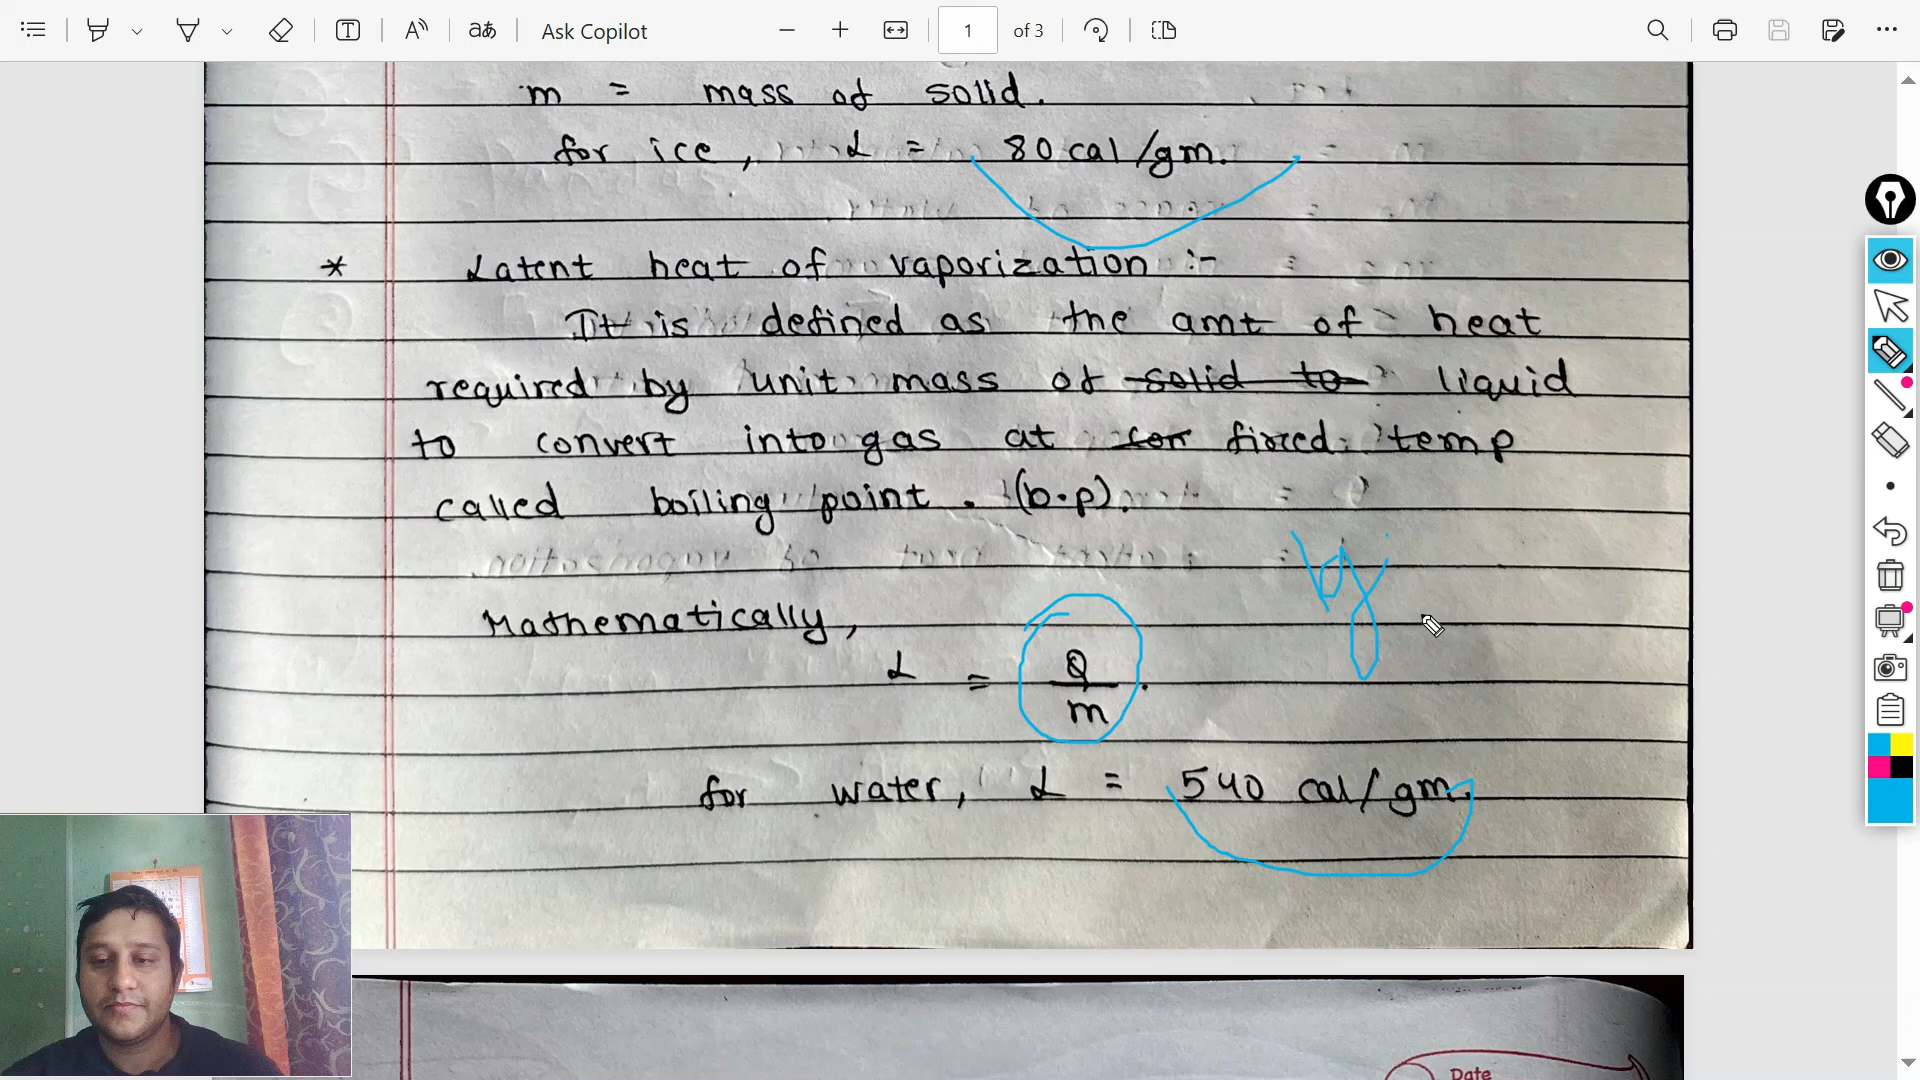 Ask Copilot
1 of 3
m = mass of solid.
for ice, L = 80 cal/gm.
* Latent heat of vaporization :-
It is defined as the amt of heat
required by unit mass of solid to liquid
to convert into gas at for fixed temp
called boiling point. (b.p).
Mathematically,
L = Q/m.
for water, L = 540 cal/gm.
by
Date